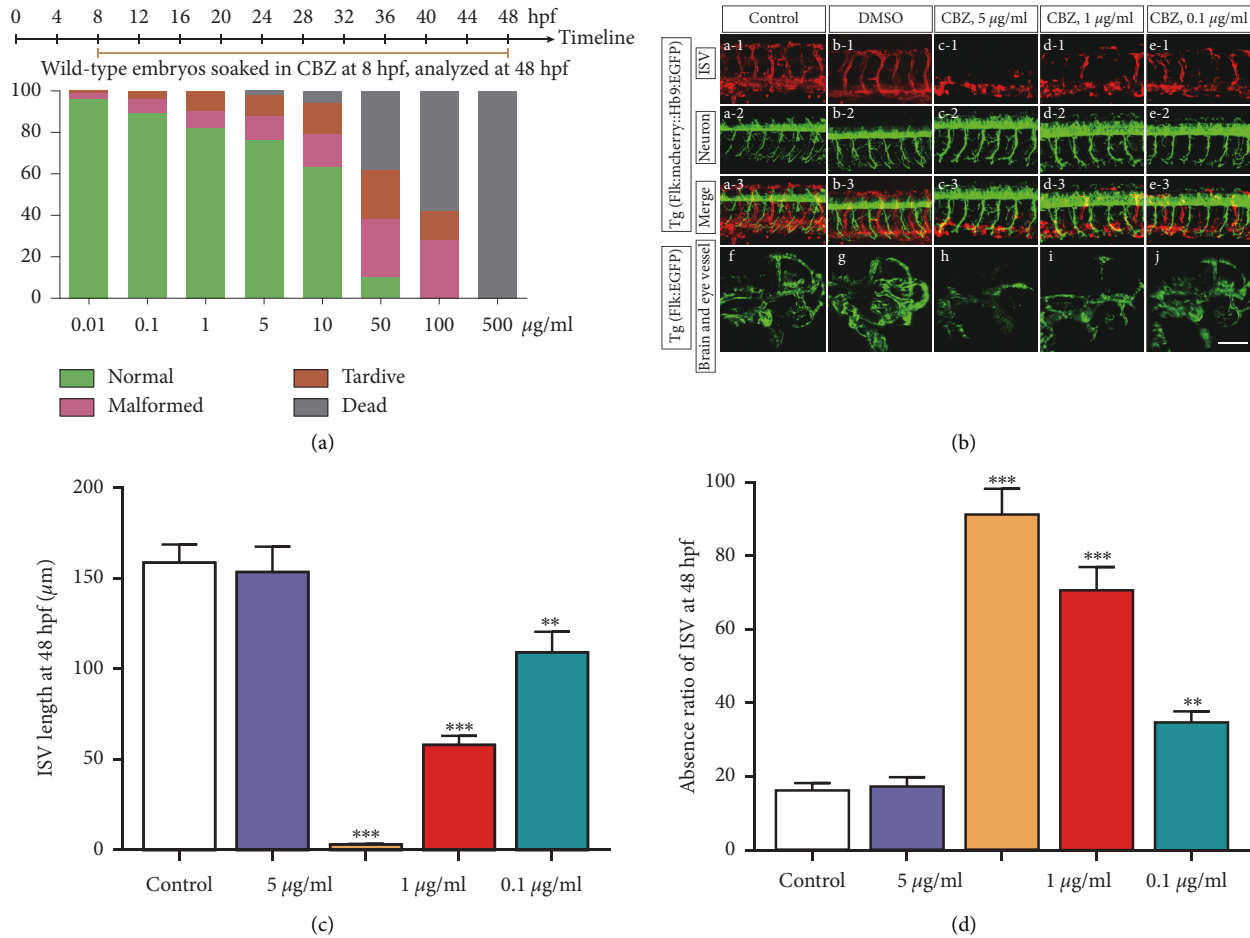 0 4 8 12 16 20 24 28 32 36 40 44 48 hpf
Timeline
Wild-type embryos soaked in CBZ at 8 hpf, analyzed at 48 hpf
100
80
60
40
20
0
0.01 0.1 1 5 10 50 100 500 µg/ml
Normal
Malformed
Tardive
Dead
(a)
Control DMSO CBZ, 5 µg/ml CBZ, 1 µg/ml CBZ, 0.1 µg/ml
Tg (Filk:mcherry::Hb9:EGFP)
ISV
a-1 b-1 c-1 d-1 e-1
Neuron
a-2 b-2 c-2 d-2 e-2
Merge
a-3 b-3 c-3 d-3 e-3
Tg (Filk:EGFP)
Brain and eye vessel
f g h i j
(b)
ISV length at 48 hpf (µm)
200
150
100
50
0
***
***
**
Control 5 µg/ml 1 µg/ml 0.1 µg/ml
(c)
Absence ratio of ISV at 48 hpf
100
80
60
40
20
0
***
***
**
Control 5 µg/ml 1 µg/ml 0.1 µg/ml
(d)